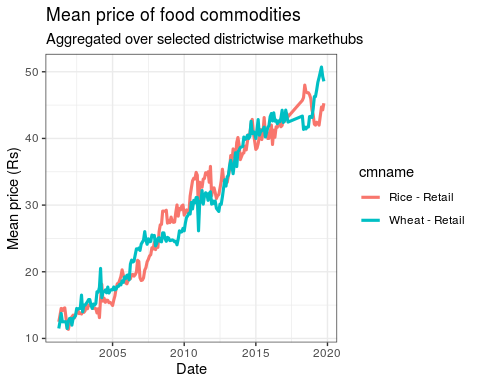 Mean price of food commodities
Aggregated over selected districtwise markethubs
Mean price (Rs)
50
40
30
20
10
2005 2010 2015 2020
Date
cmname
Rice - Retail
Wheat - Retail